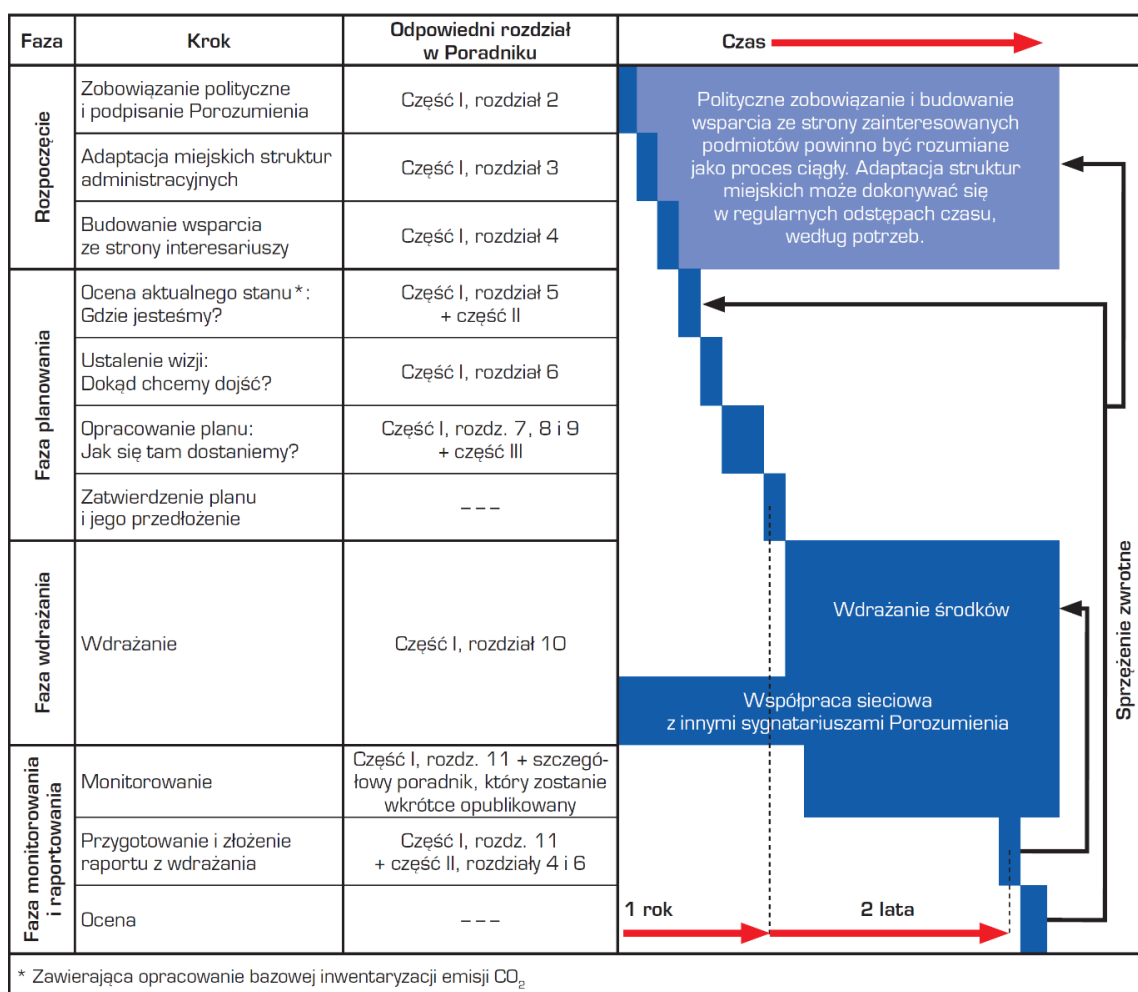 Faza
Krok
Odpowiedni rozdział
w Poradniku
Czas
Rozpoczęcie
Zobowiązanie polityczne
i podpisanie Porozumienia
Część I, rozdział 2
Adaptacja miejskich struktur
administracyjnych
Część I, rozdział 3
Budowanie wsparcia
ze strony interesariuszy
Część I, rozdział 4
Polityczne zobowiązanie i budowanie
wsparcia ze strony zainteresowanych
podmiotów powinno być rozumiane
jako proces ciągły. Adaptacja struktur
miejskich może dokonywać się
w regularnych odstępach czasu,
według potrzeb.
Faza planowania
Ocena aktualnego stanu*:
Gdzie jesteśmy?
Część I, rozdział 5
+ część II
Ustalenie wizji:
Dokąd chcemy dojść?
Część I, rozdział 6
Opracowanie planu:
Jak się tam dostaniemy?
Część I, rozdz. 7, 8 i 9
+ część III
Zatwierdzenie planu
i jego przedłożenie
– – –
Faza wdrażania
Wdrażanie
Część I, rozdział 10
Wdrażanie środków
Współpraca sieciowa
z innymi sygnatariuszami Porozumienia
Sprzężenie zwrotne
Faza monitorowania
i raportowania
Monitorowanie
Część I, rozdz. 11 + szczegó-
łowy poradnik, który zostanie
wkrótce opublikowany
Przygotowanie i złożenie
raportu z wdrażania
Część I, rozdz. 11
+ część II, rozdziały 4 i 6
Ocena
– – –
1 rok
2 lata
* Zawierająca opracowanie bazowej inwentaryzacji emisji CO₂